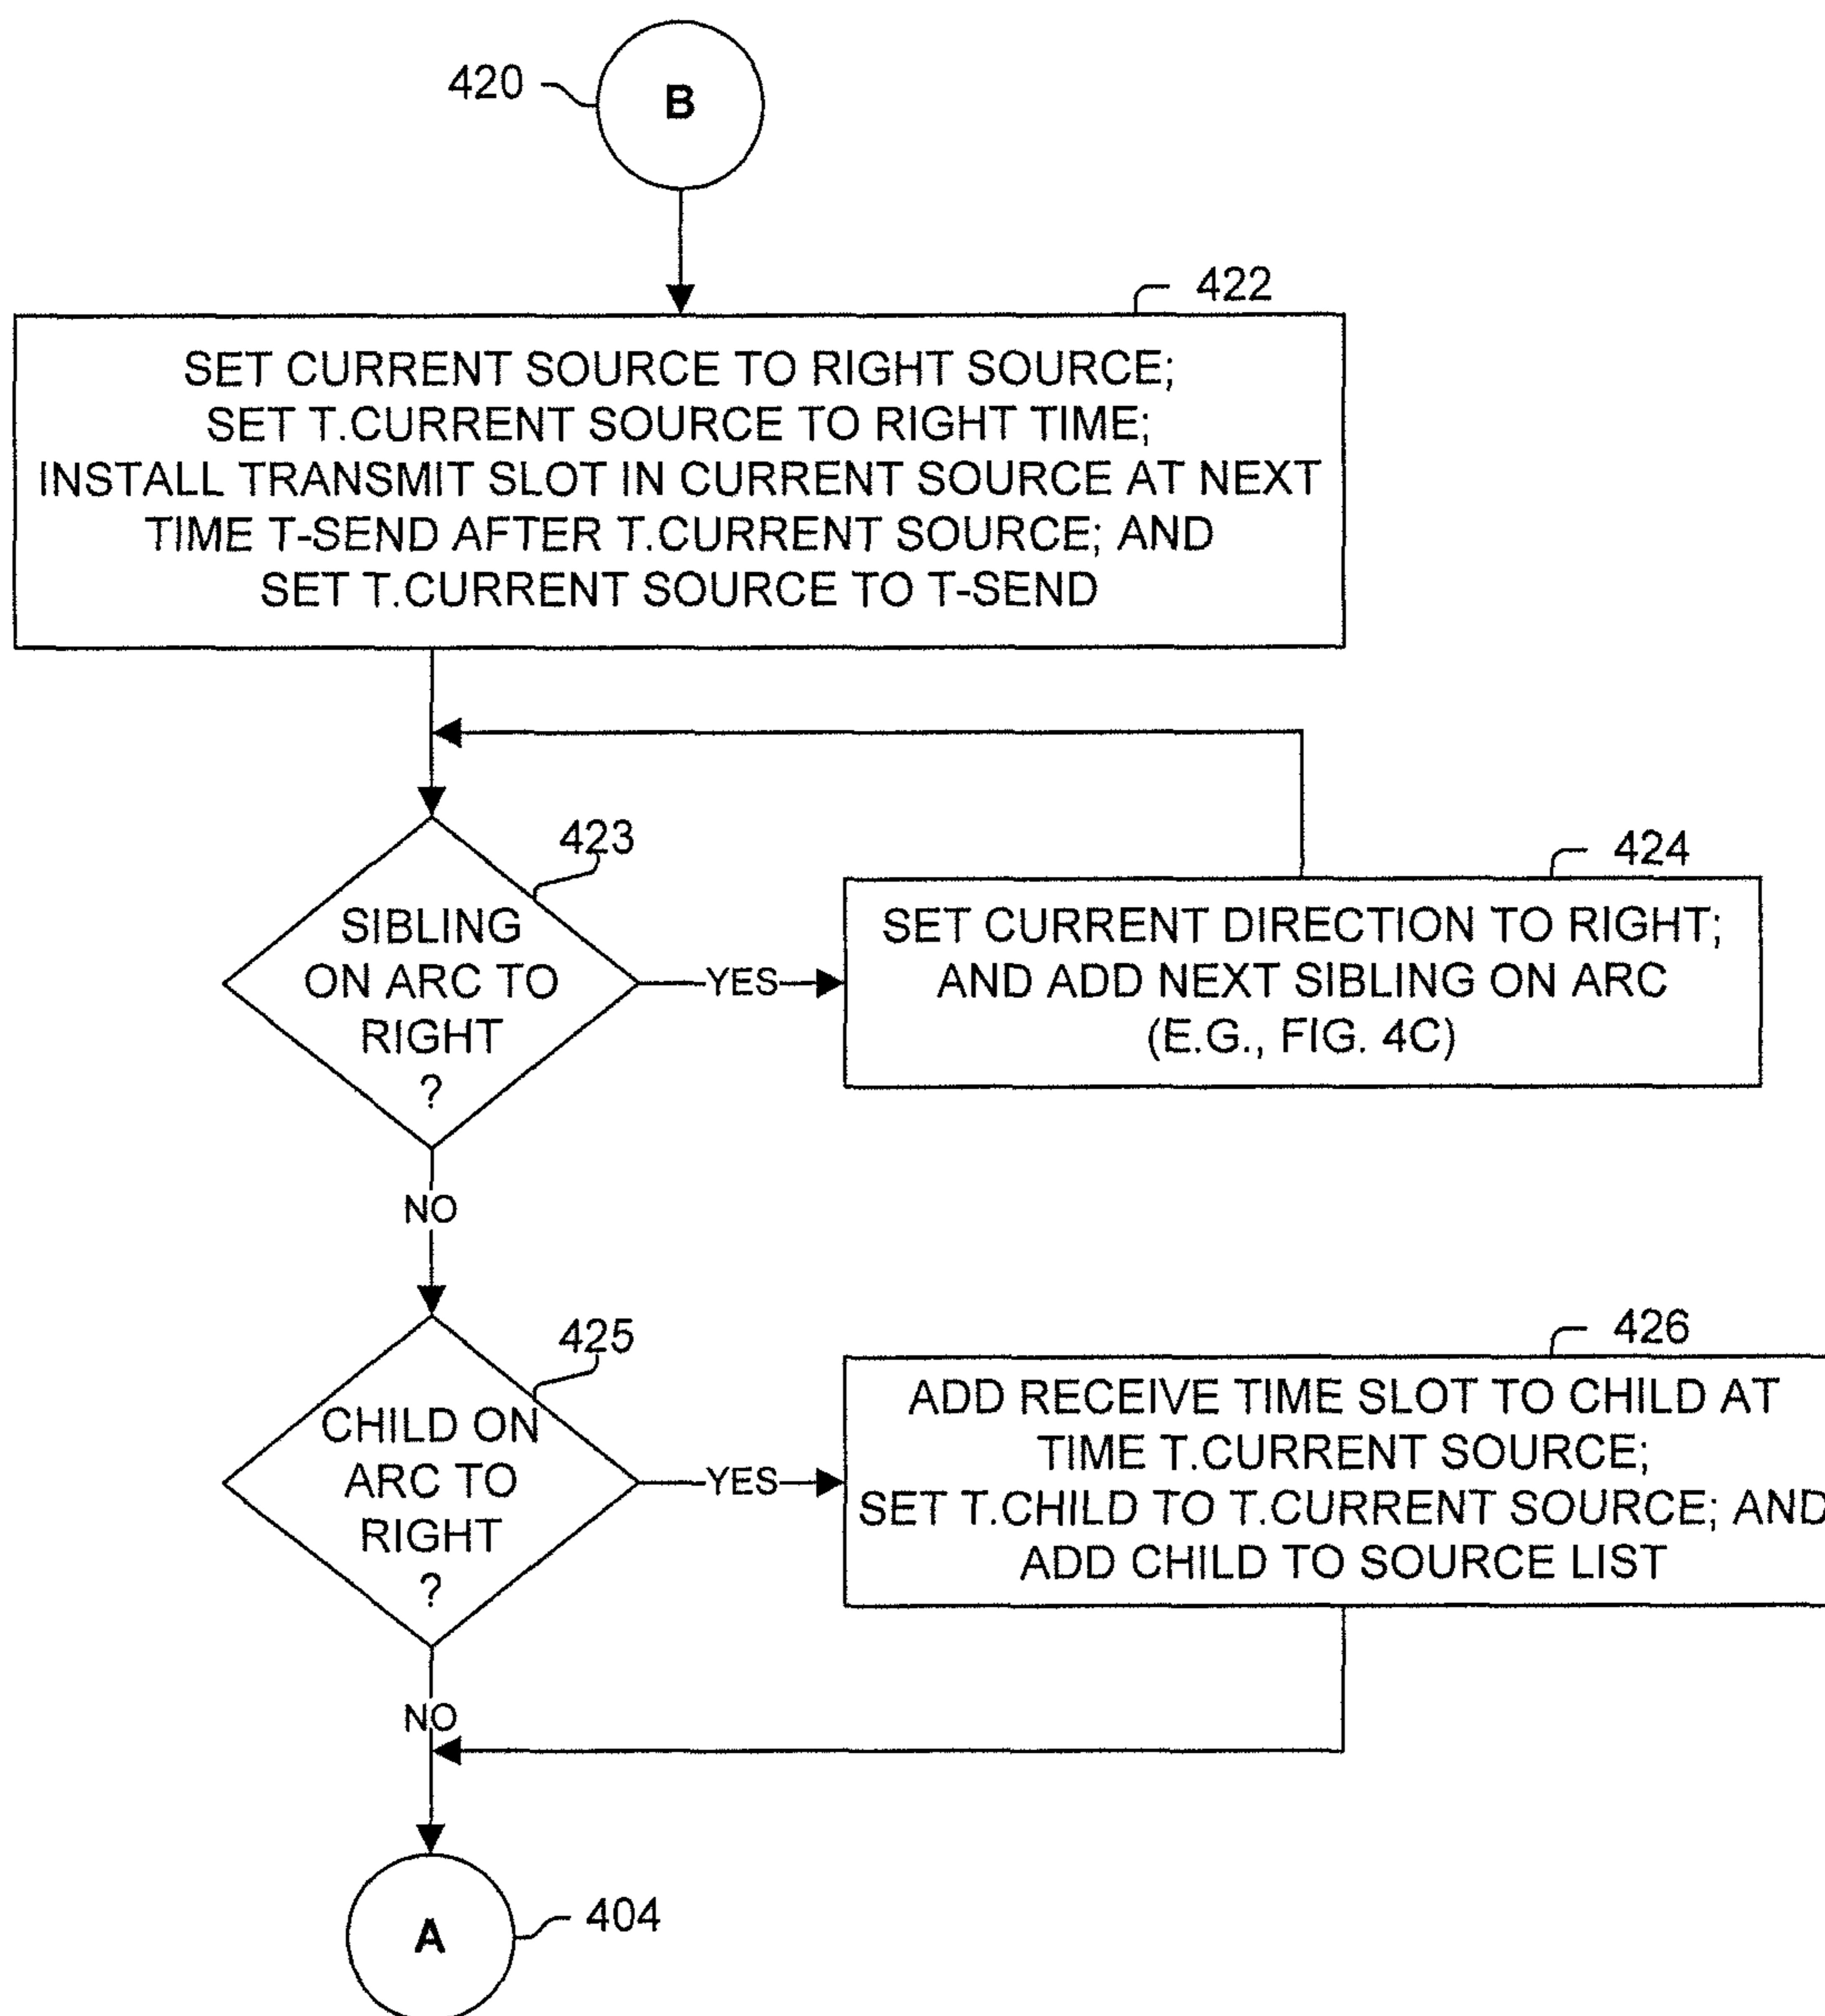 420
B
422
SET CURRENT SOURCE TO RIGHT SOURCE;
SET T.CURRENT SOURCE TO RIGHT TIME;
INSTALL TRANSMIT SLOT IN CURRENT SOURCE AT NEXT
TIME T-SEND AFTER T.CURRENT SOURCE; AND
SET T.CURRENT SOURCE TO T-SEND
423
SIBLING
ON ARC TO
RIGHT
?
YES
424
SET CURRENT DIRECTION TO RIGHT;
AND ADD NEXT SIBLING ON ARC
(E.G., FIG. 4C)
NO
425
CHILD ON
ARC TO
RIGHT
?
YES
426
ADD RECEIVE TIME SLOT TO CHILD AT
TIME T.CURRENT SOURCE;
SET T.CHILD TO T.CURRENT SOURCE; AND
ADD CHILD TO SOURCE LIST
NO
A
404